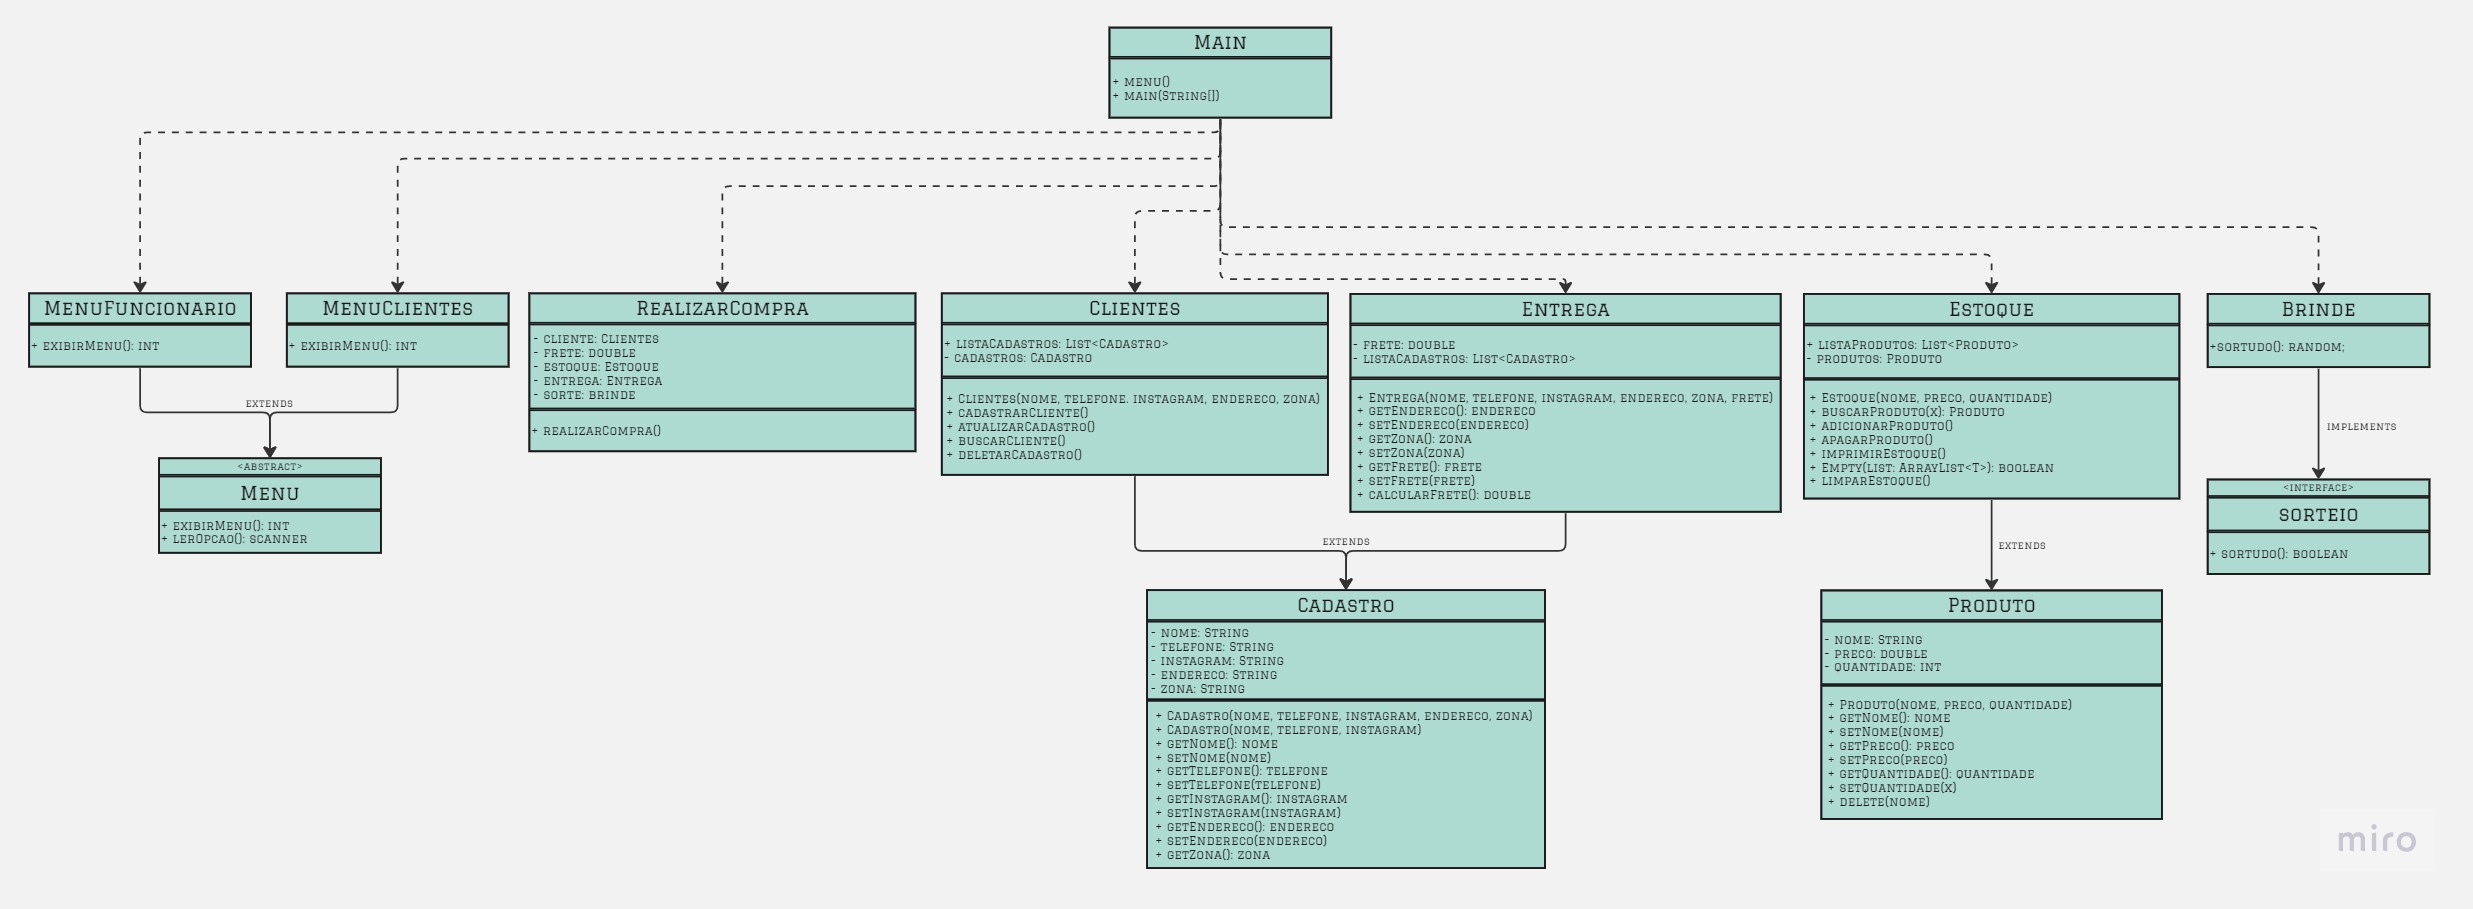 Main
+ menu()
+ main(String[])
MenuFuncionario
+ exibirMenu(): int
MenuClientes
+ exibirMenu(): int
RealizarCompra
- cliente: Clientes
- frete: double
- estoque: Estoque
- entrega: Entrega
- sorte: brinde
+ realizarCompra()
Clientes
+ listaCadastros: List<Cadastro>
- cadastros: Cadastro
+ Clientes(nome, telefone. instagram, endereco, zona)
+ cadastrarCliente()
+ atualizarCadastro()
+ buscarCliente()
+ deletarCadastro()
Entrega
- frete: double
- listaCadastros: List<Cadastro>
+ Entrega(nome, telefone, instagram, endereco, zona, frete)
+ getEndereco(): endereco
+ setEndereco(endereco)
+ getZona(): zona
+ setZona(zona)
+ getFrete(): frete
+ setFrete(frete)
+ calcularFrete(): double
Estoque
+ listaProdutos: List<Produto>
- produtos: Produto
+ Estoque(nome, preco, quantidade)
+ buscarProduto(x): Produto
+ adicionarProduto()
+ apagarProduto()
+ imprimirEstoque()
+ Empty(list: ArrayList<T>): boolean
+ limparEstoque()
Brinde
+sortudo(): random;
extends
<abstract>
Menu
+ exibirMenu(): int
+ lerOpcao(): scanner
implements
<interface>
sorteio
+ sortudo(): boolean
extends
Cadastro
- nome: String
- telefone: String
- instagram: String
- endereco: String
- zona: String
+ Cadastro(nome, telefone, instagram, endereco, zona)
+ Cadastro(nome, telefone, instagram)
+ getNome(): nome
+ setNome(nome)
+ getTelefone(): telefone
+ setTelefone(telefone)
+ getInstagram(): instagram
+ setInstagram(instagram)
+ getEndereco(): endereco
+ setEndereco(endereco)
+ getZona(): zona
extends
Produto
- nome: String
- preco: double
- quantidade: int
+ Produto(nome, preco, quantidade)
+ getNome(): nome
+ setNome(nome)
+ getPreco(): preco
+ setPreco(preco)
+ getQuantidade(): quantidade
+ setQuantidade(x)
+ delete(nome)
miro